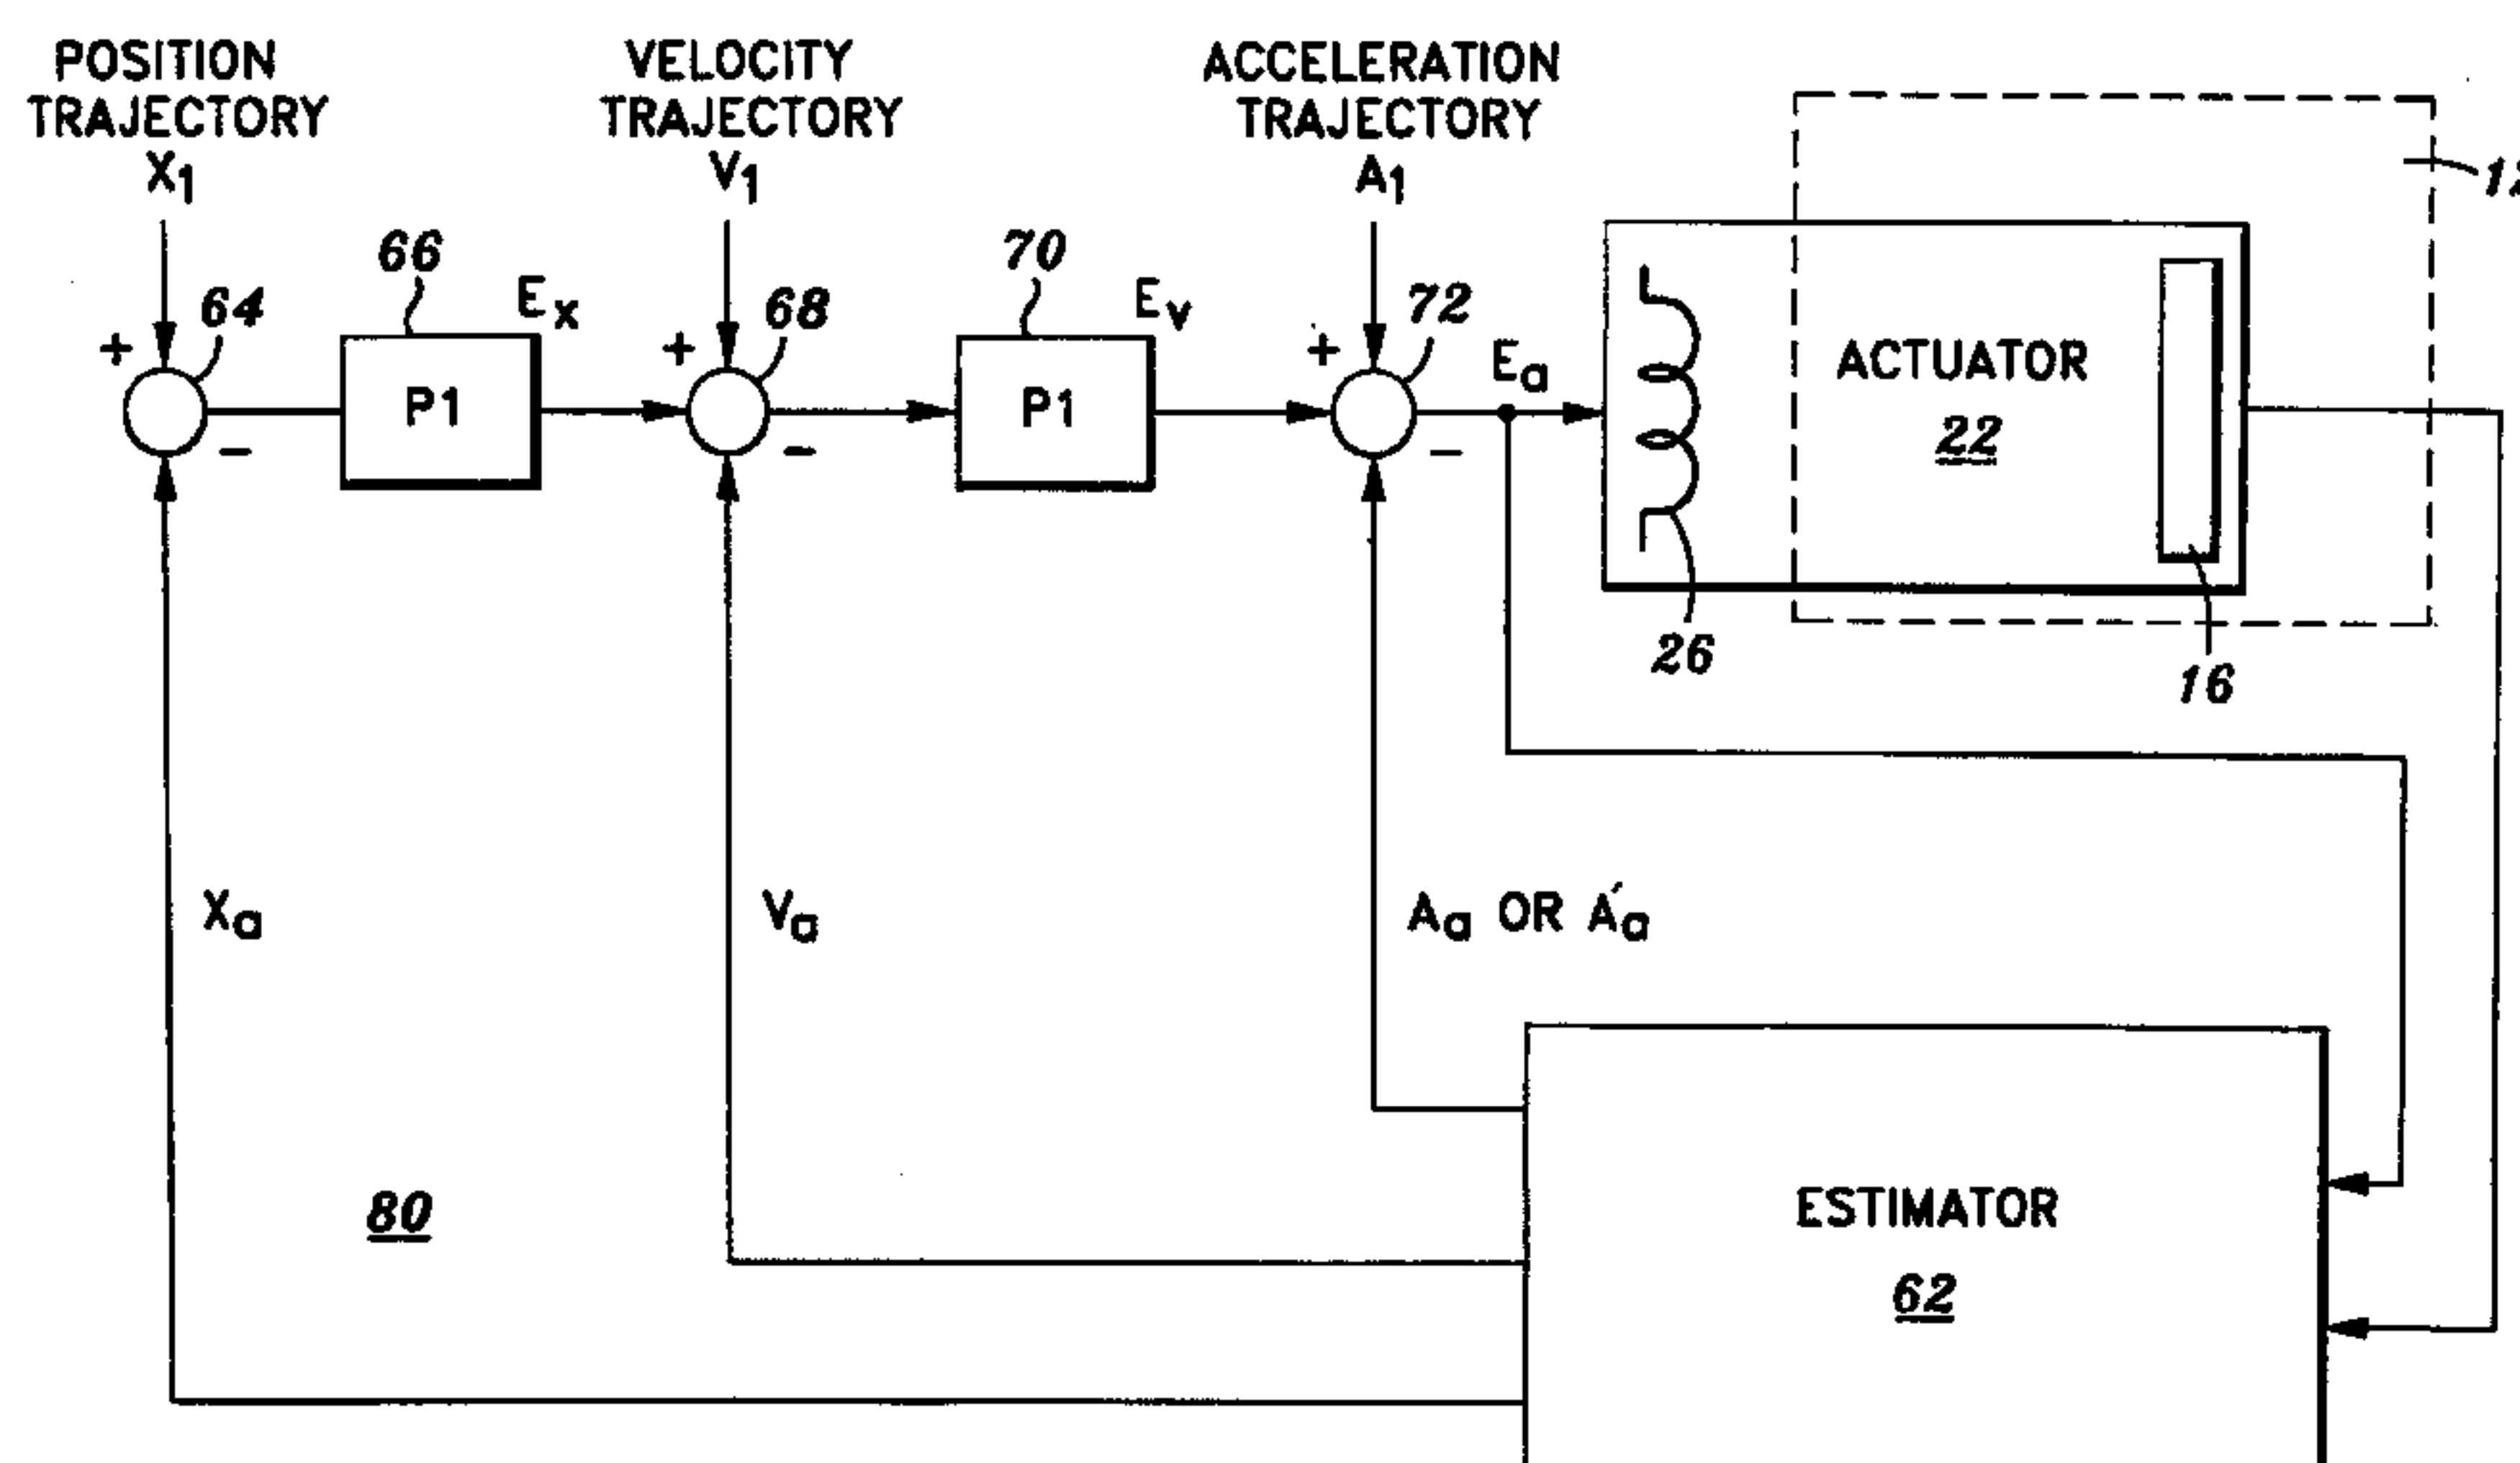 POSITION
TRAJECTORY
X1
VELOCITY
TRAJECTORY
V1
ACCELERATION
TRAJECTORY
A1
66
Ex
64
+
−
P1
70
Ev
68
+
−
P1
72
Ea
+
−
ACTUATOR
22
26
16
Xa
Va
Aa OR A´a
80
ESTIMATOR
62